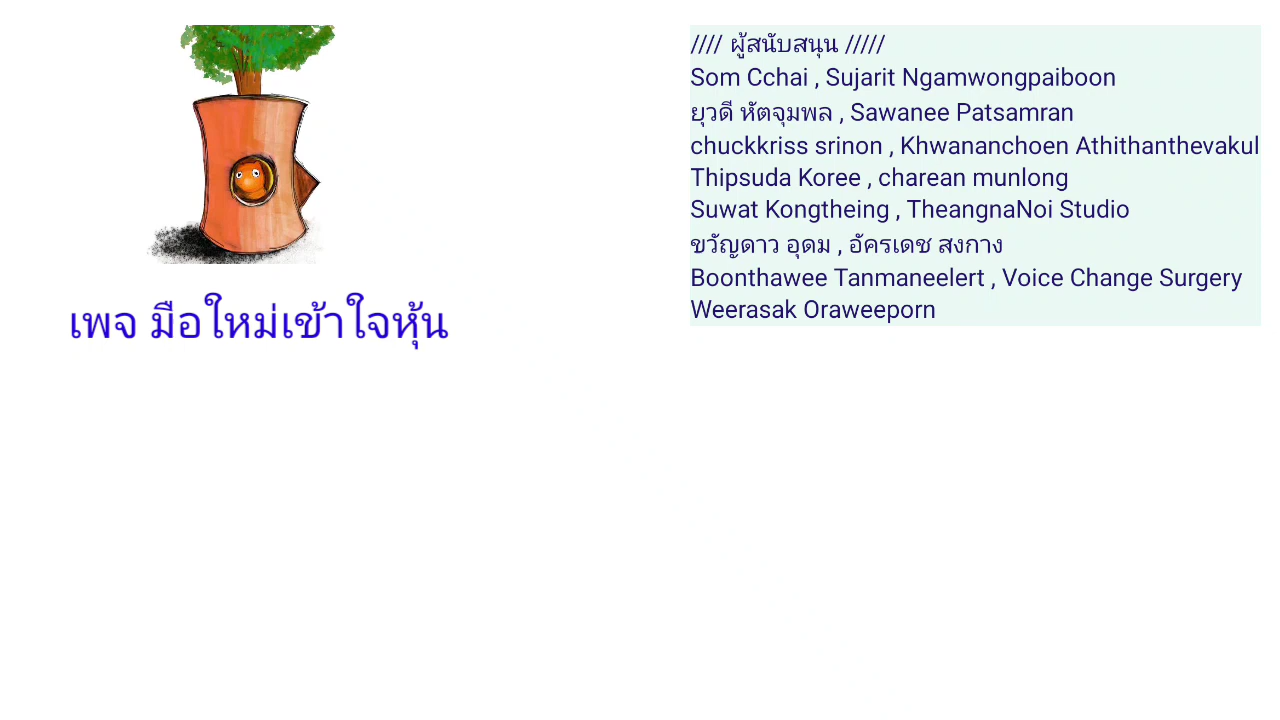 เพจ มือใหม่เข้าใจหุ้น
//// ผู้สนับสนุน /////
Som Cchai , Sujarit Ngamwongpaiboon
ยุวดี หัตจุมพล , Sawanee Patsamran
chuckkriss srinon , Khwananchoen Athithanthevakul
Thipsuda Koree , charean munlong
Suwat Kongtheing , TheangnaNoi Studio
ขวัญดาว อุดม , อัครเดช สงกาง
Boonthawee Tanmaneelert , Voice Change Surgery
Weerasak Oraweeporn